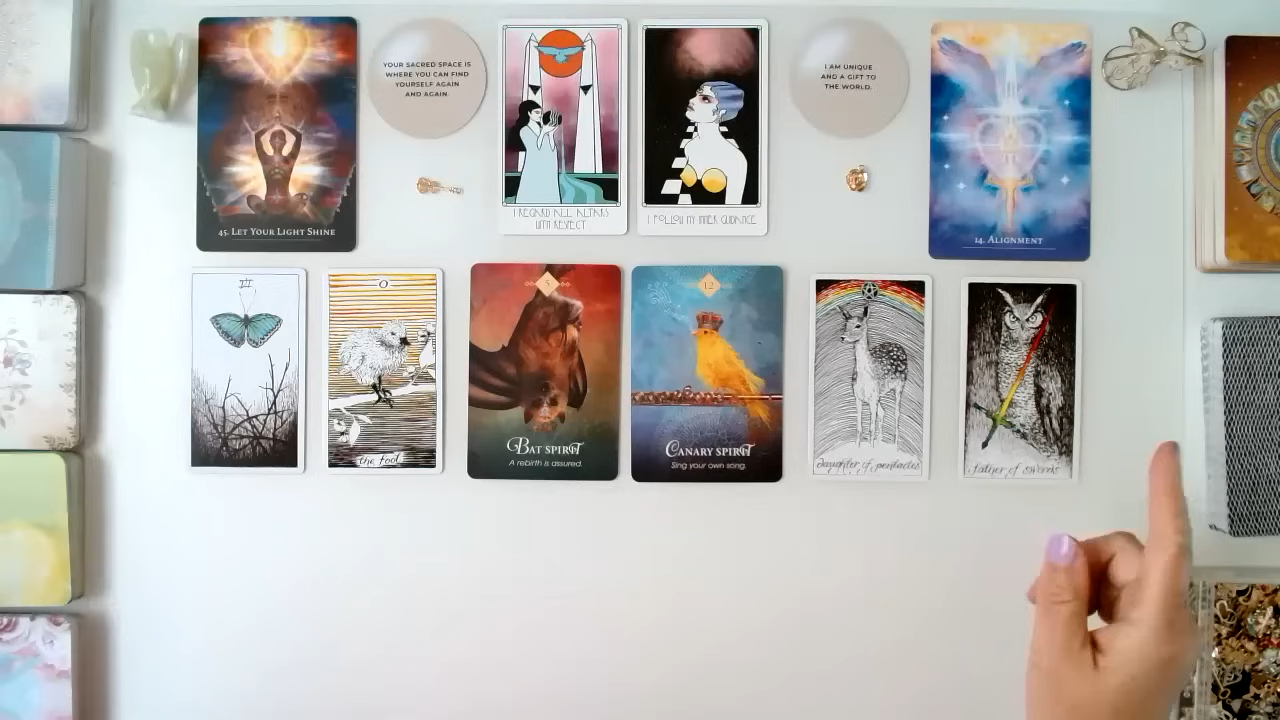 45. LET YOUR LIGHT SHINE
YOUR SACRED SPACE IS
WHERE YOU CAN FIND
YOURSELF AGAIN
AND AGAIN.
I REGARD ALL ALTARS
WITH RESPECT
I FOLLOW MY INNER GUIDANCE
I AM UNIQUE
AND A GIFT TO
THE WORLD.
14. ALIGNMENT
VI
0
the fool
5
BAT SPIRIT
A rebirth is assured.
12
CANARY SPIRIT
Sing your own song.
daughter of pentacles
father of swords